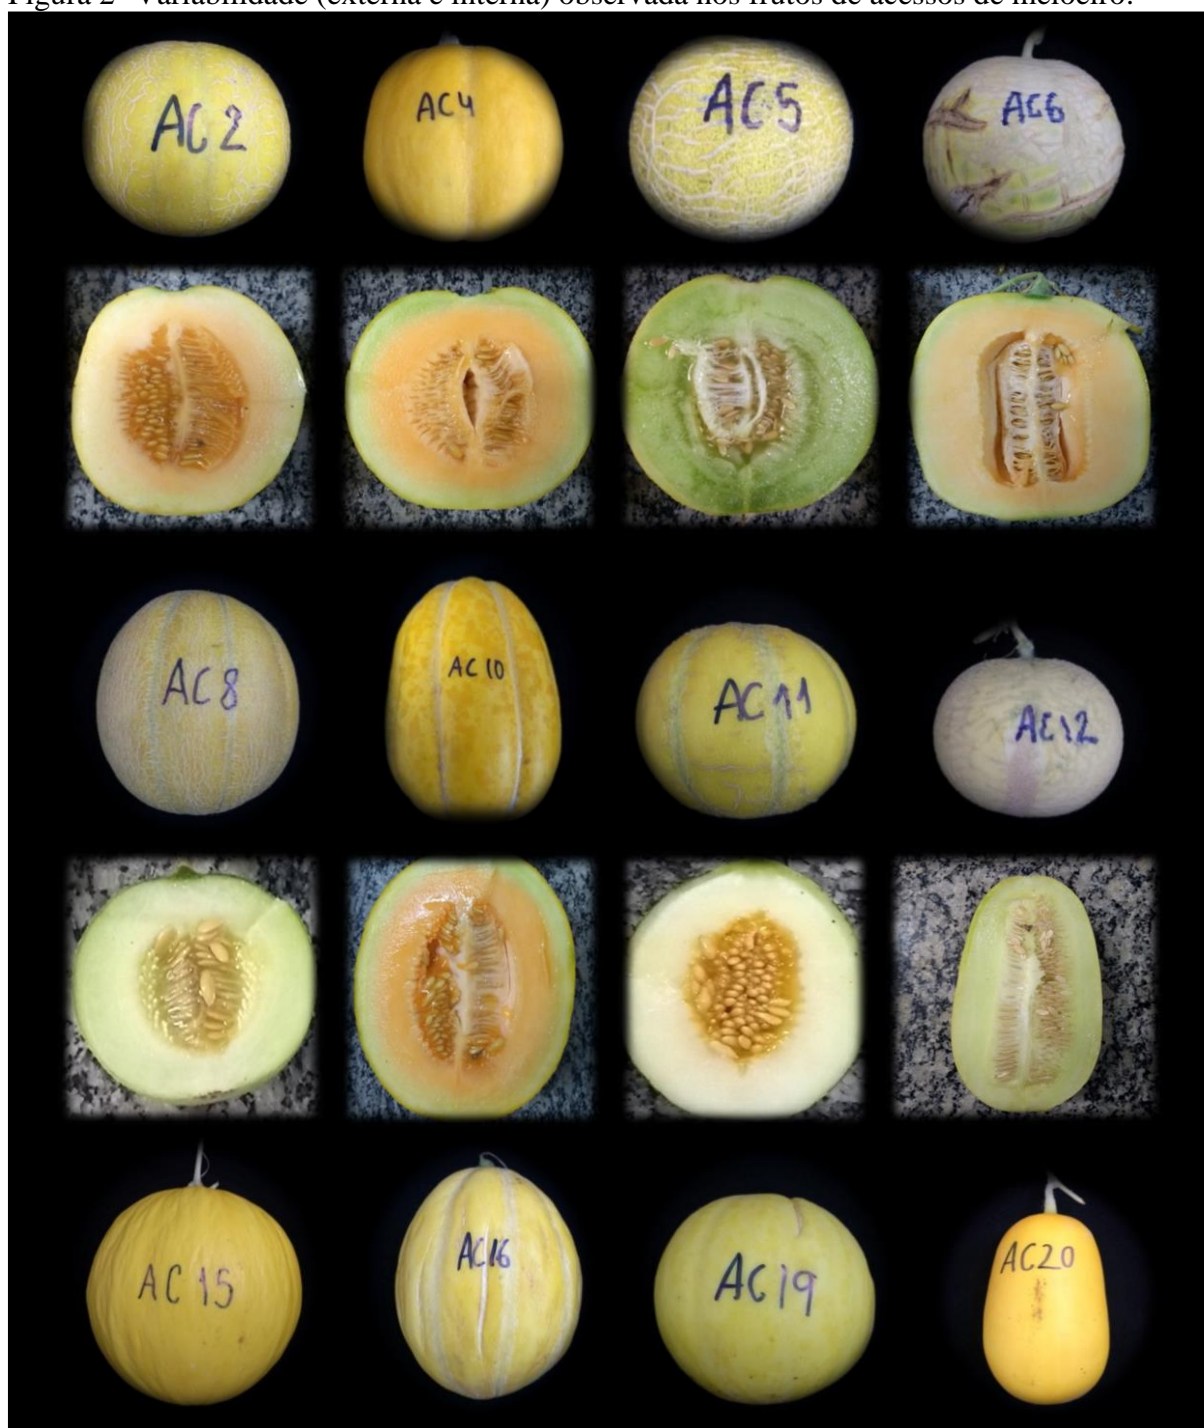 Figura 2 - Variabilidade (externa e interna) observada nos frutos de acessos de meloeiro.
AC2
AC4
AC5
AC6
AC8
AC10
AC11
AC12
AC15
AC16
AC19
AC20